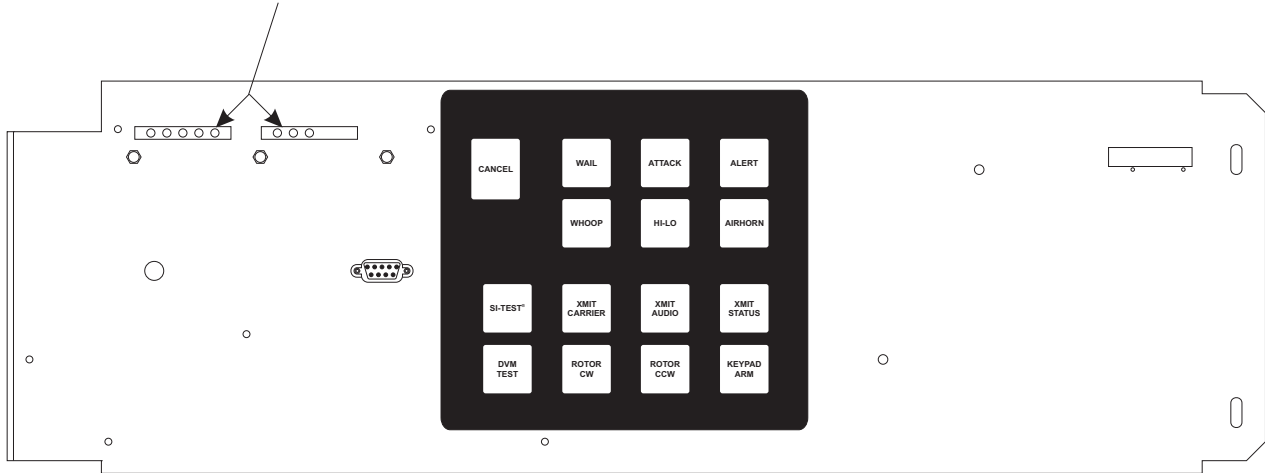 CANCEL
WAIL
ATTACK
ALERT
WHOOP
HI-LO
AIRHORN
SI-TEST®
XMIT
CARRIER
XMIT
AUDIO
XMIT
STATUS
DVM
TEST
ROTOR
CW
ROTOR
CCW
KEYPAD
ARM